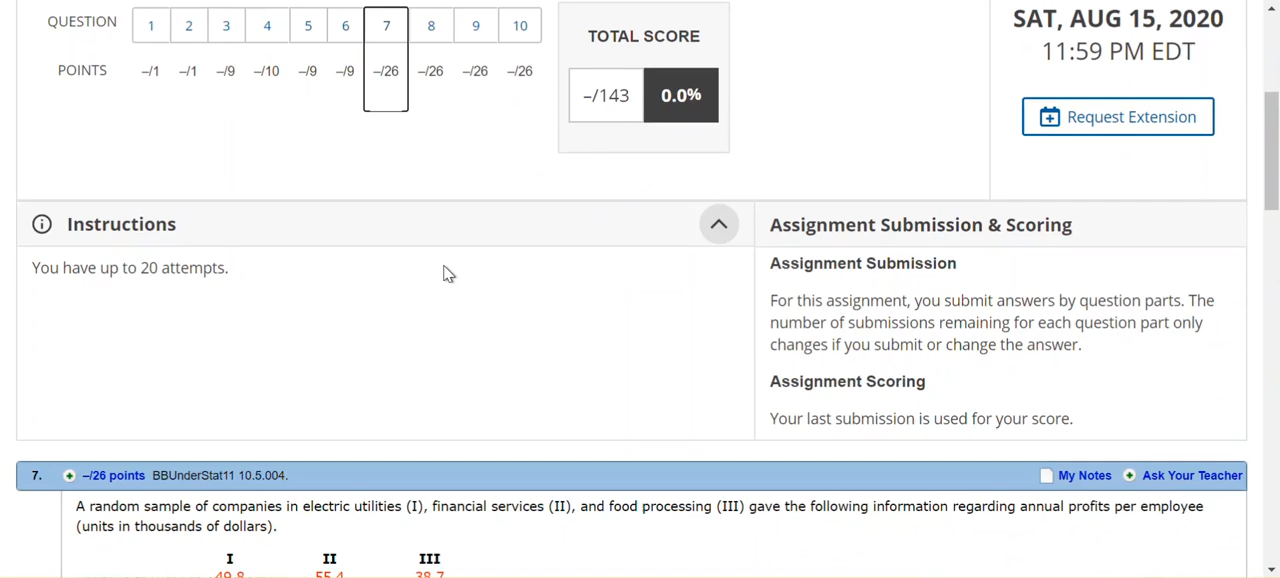 QUESTION 1 2 3 4 5 6 7 8 9 10
POINTS –/1 –/1 –/9 –/10 –/9 –/9 –/26 –/26 –/26 –/26
TOTAL SCORE
–/143 0.0%
SAT, AUG 15, 2020
11:59 PM EDT
Request Extension
Instructions
You have up to 20 attempts.
Assignment Submission & Scoring
Assignment Submission
For this assignment, you submit answers by question parts. The
number of submissions remaining for each question part only
changes if you submit or change the answer.
Assignment Scoring
Your last submission is used for your score.
7. –/26 points BBUnderStat11 10.5.004. My Notes Ask Your Teacher
A random sample of companies in electric utilities (I), financial services (II), and food processing (III) gave the following information regarding annual profits per employee
(units in thousands of dollars).
I II III
49.8 55.4 38.7